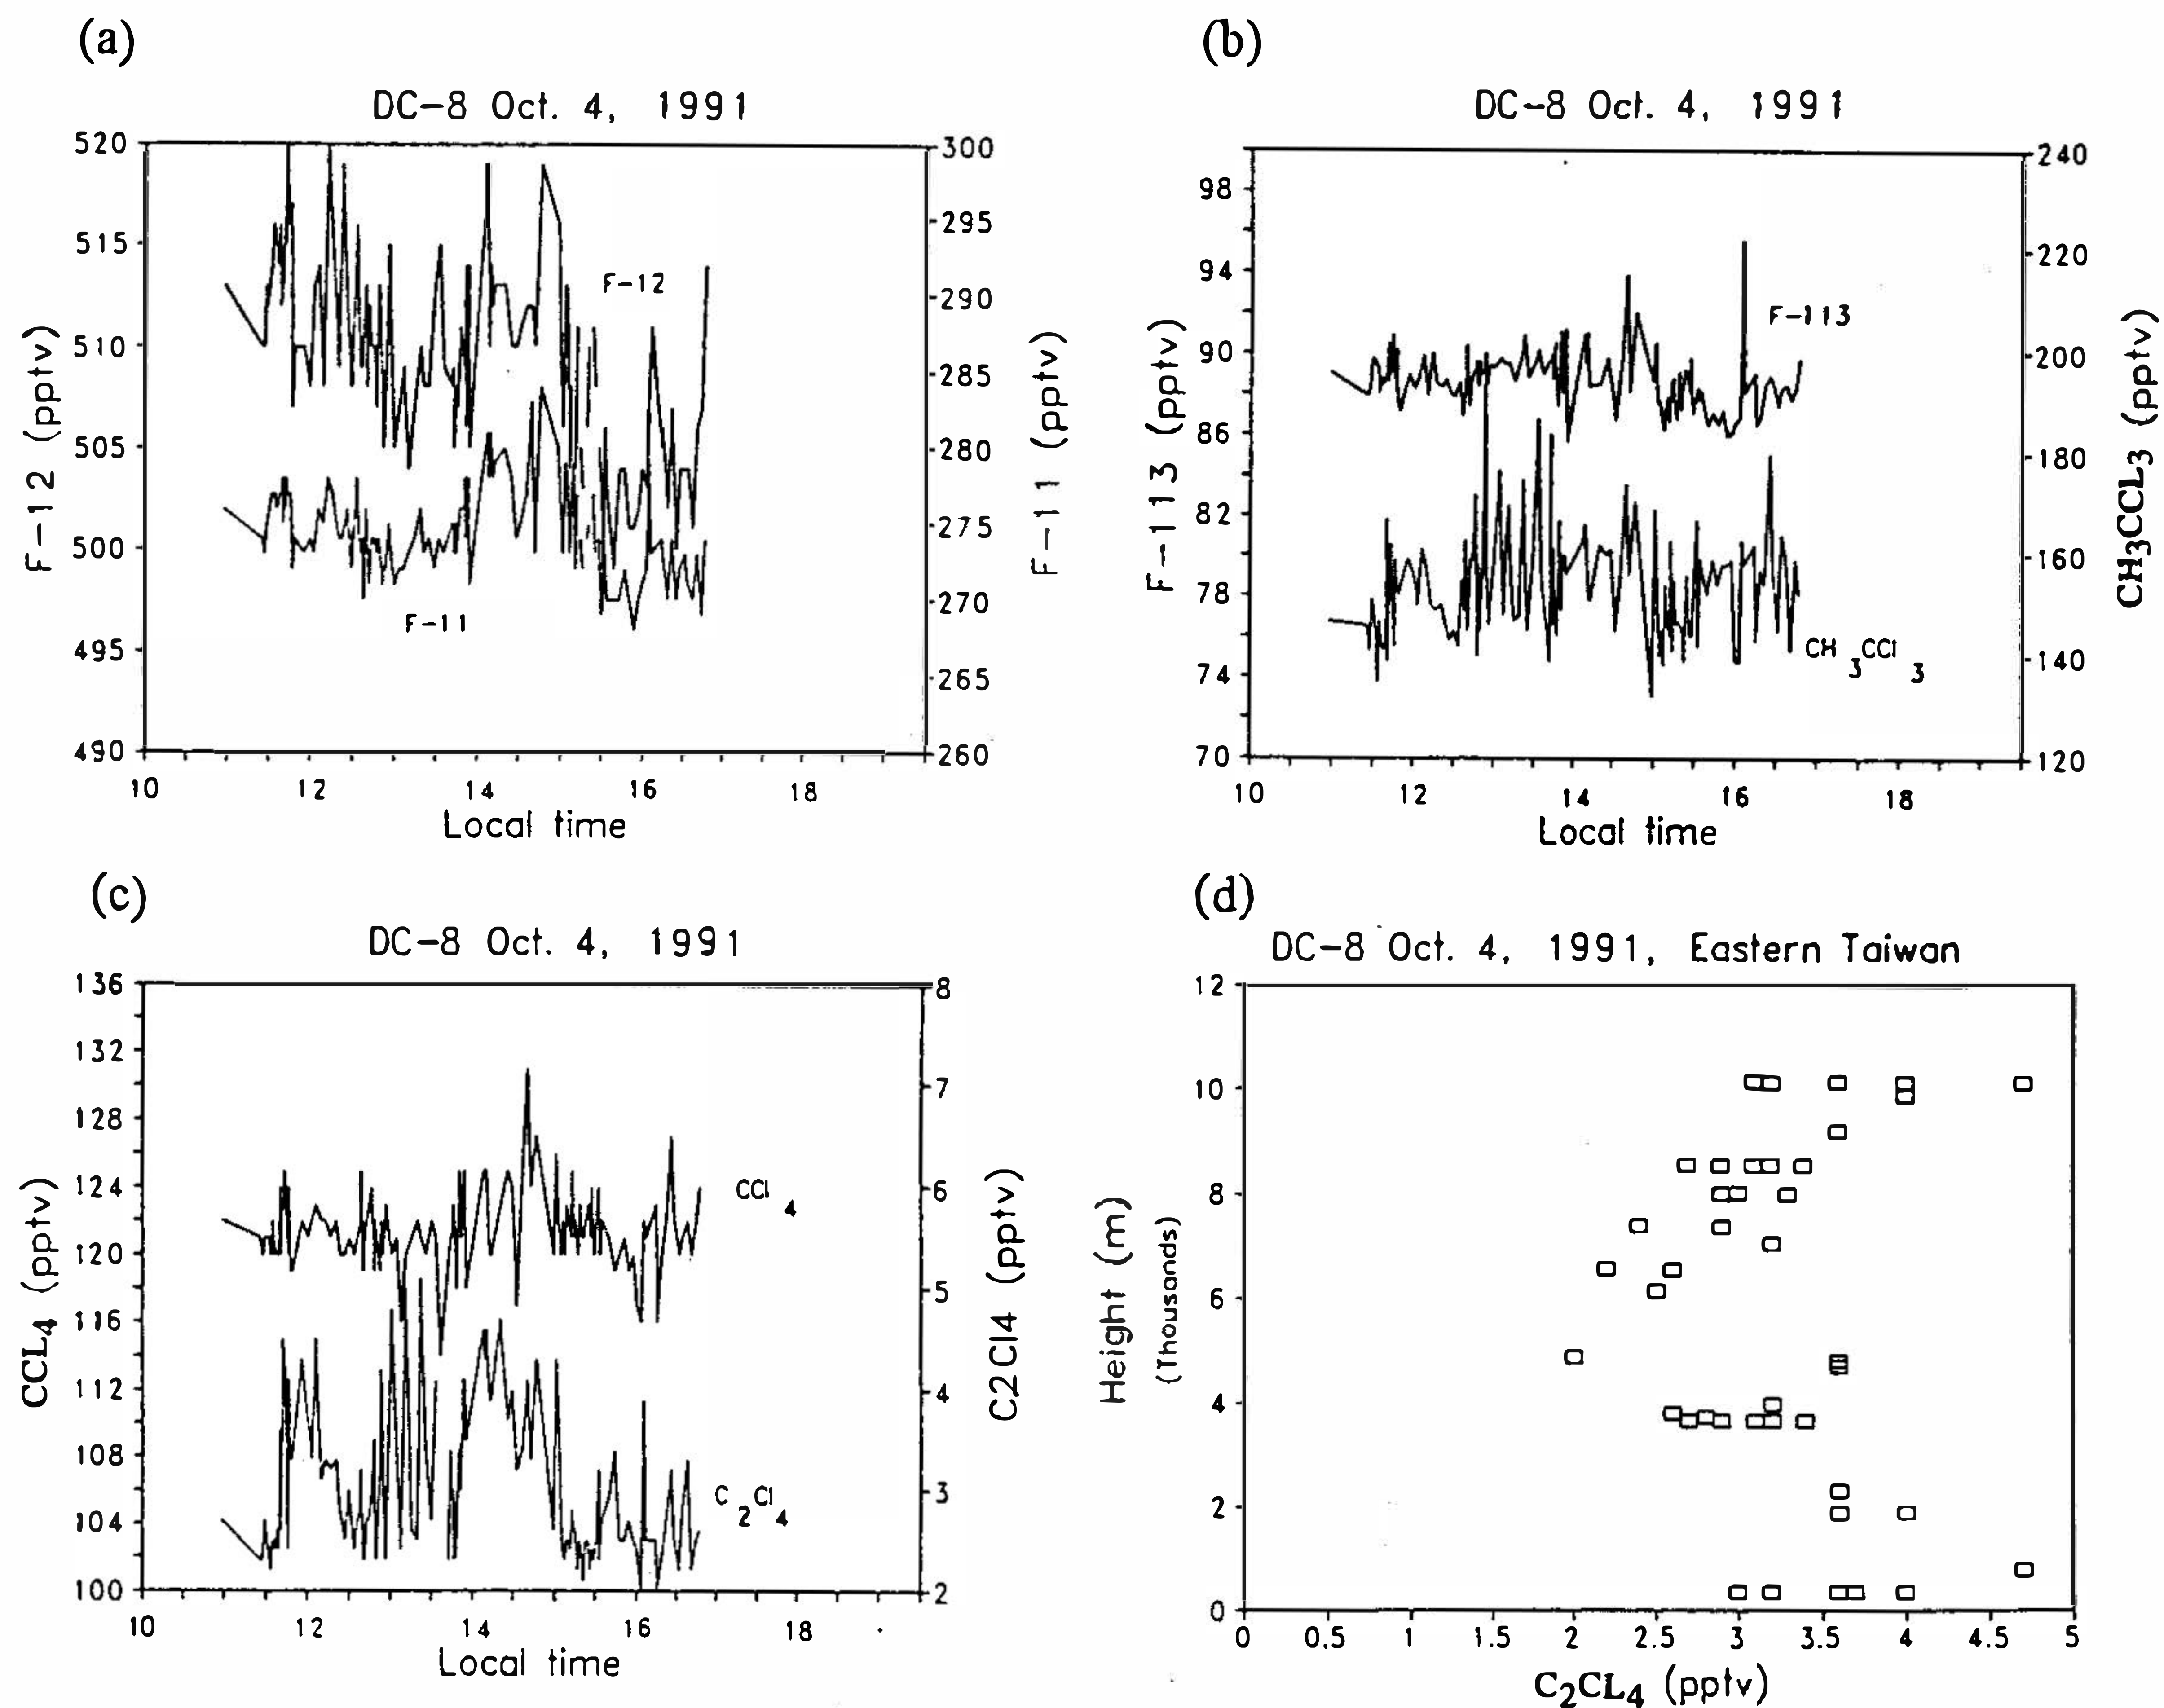 (a)
DC-8 Oct. 4, 1991
520
515
510
505
500
495
490
F-12 (pptv)
300
295
290
285
280
275
270
265
260
F-11 (pptv)
F-12
F-11
10 12 14 16 18
Local time
(b)
DC-8 Oct. 4, 1991
98
94
90
86
82
78
74
70
F-113 (pptv)
240
220
200
180
160
140
120
CH3CCL3 (pptv)
F-113
CH3CCl3
10 12 14 16 18
Local time
(c)
DC-8 Oct. 4, 1991
136
132
128
124
120
116
112
108
104
100
CCL4 (pptv)
8
7
6
5
4
3
2
C2Cl4 (pptv)
CCl4
C2Cl4
10 12 14 16 18
Local time
(d)
DC-8 Oct. 4, 1991, Eastern Taiwan
12
10
8
6
4
2
0
Height (m)
(Thousands)
0 0.5 1 1.5 2 2.5 3 3.5 4 4.5 5
C2CL4 (pptv)